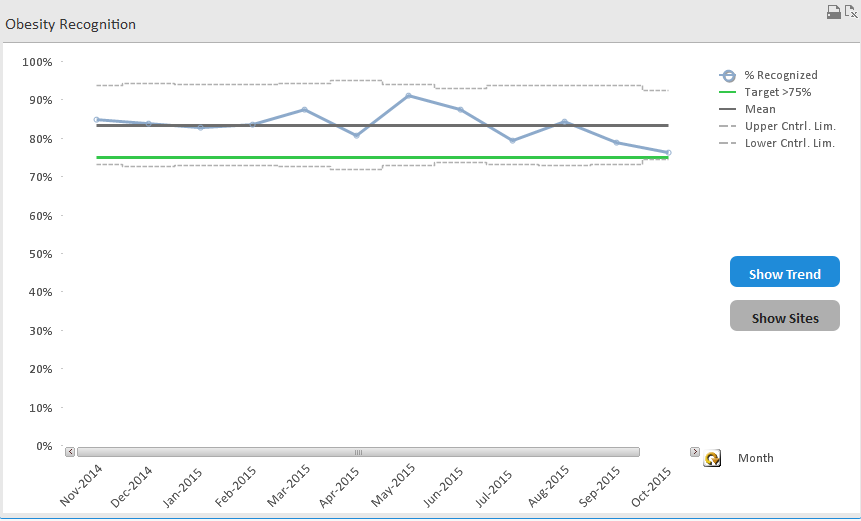 Obesity Recognition
100%
90%
80%
70%
60%
50%
40%
30%
20%
10%
0%
Nov-2014
Dec-2014
Jan-2015
Feb-2015
Mar-2015
Apr-2015
May-2015
Jun-2015
Jul-2015
Aug-2015
Sep-2015
Oct-2015
% Recognized
Target >75%
Mean
Upper Cntrl. Lim.
Lower Cntrl. Lim.
Show Trend
Show Sites
Month